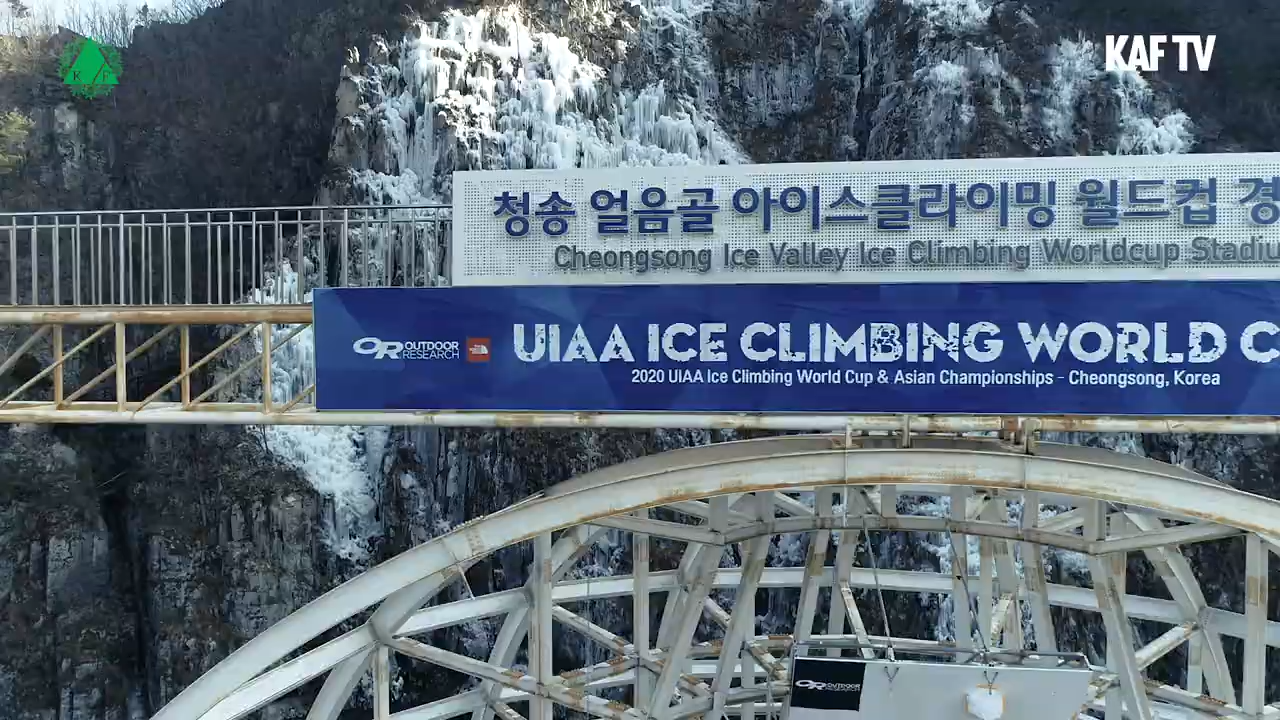 KAF TV
K F
청송 얼음골 아이스클라이밍 월드컵 경
Cheongsong Ice Valley Ice Climbing Worldcup Stadiu
OR OUTDOOR RESEARCH
UIAA ICE CLIMBING WORLD C
2020 UIAA Ice Climbing World Cup & Asian Championships - Cheongsong, Korea
OR OUTDOOR RESEARCH